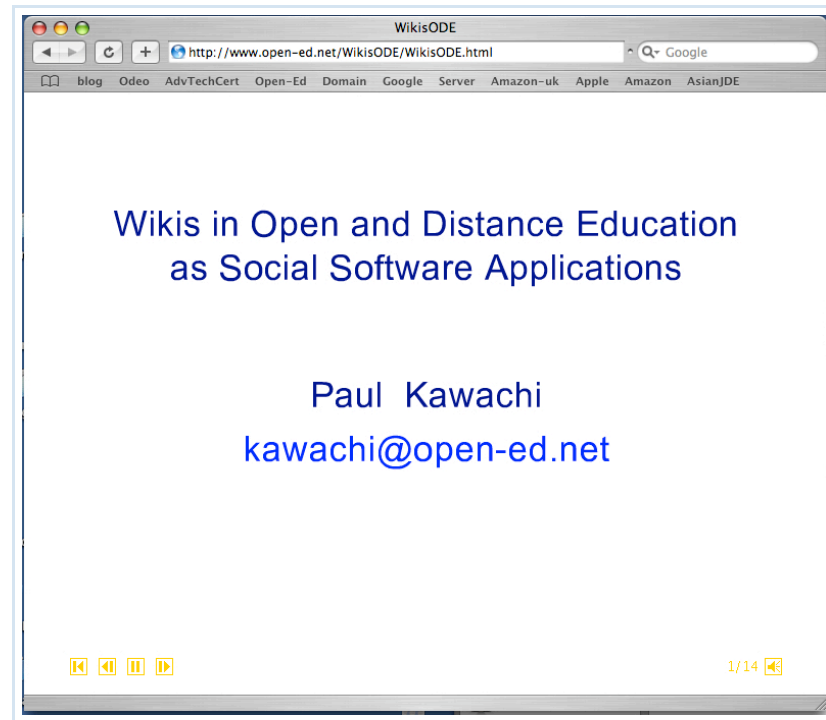 WikisODE
http://www.open-ed.net/WikisODE/WikisODE.html
Google
blog Odeo AdvTechCert Open-Ed Domain Google Server Amazon-uk Apple Amazon AsianJDE
Wikis in Open and Distance Education
as Social Software Applications
Paul Kawachi
kawachi@open-ed.net
1/14